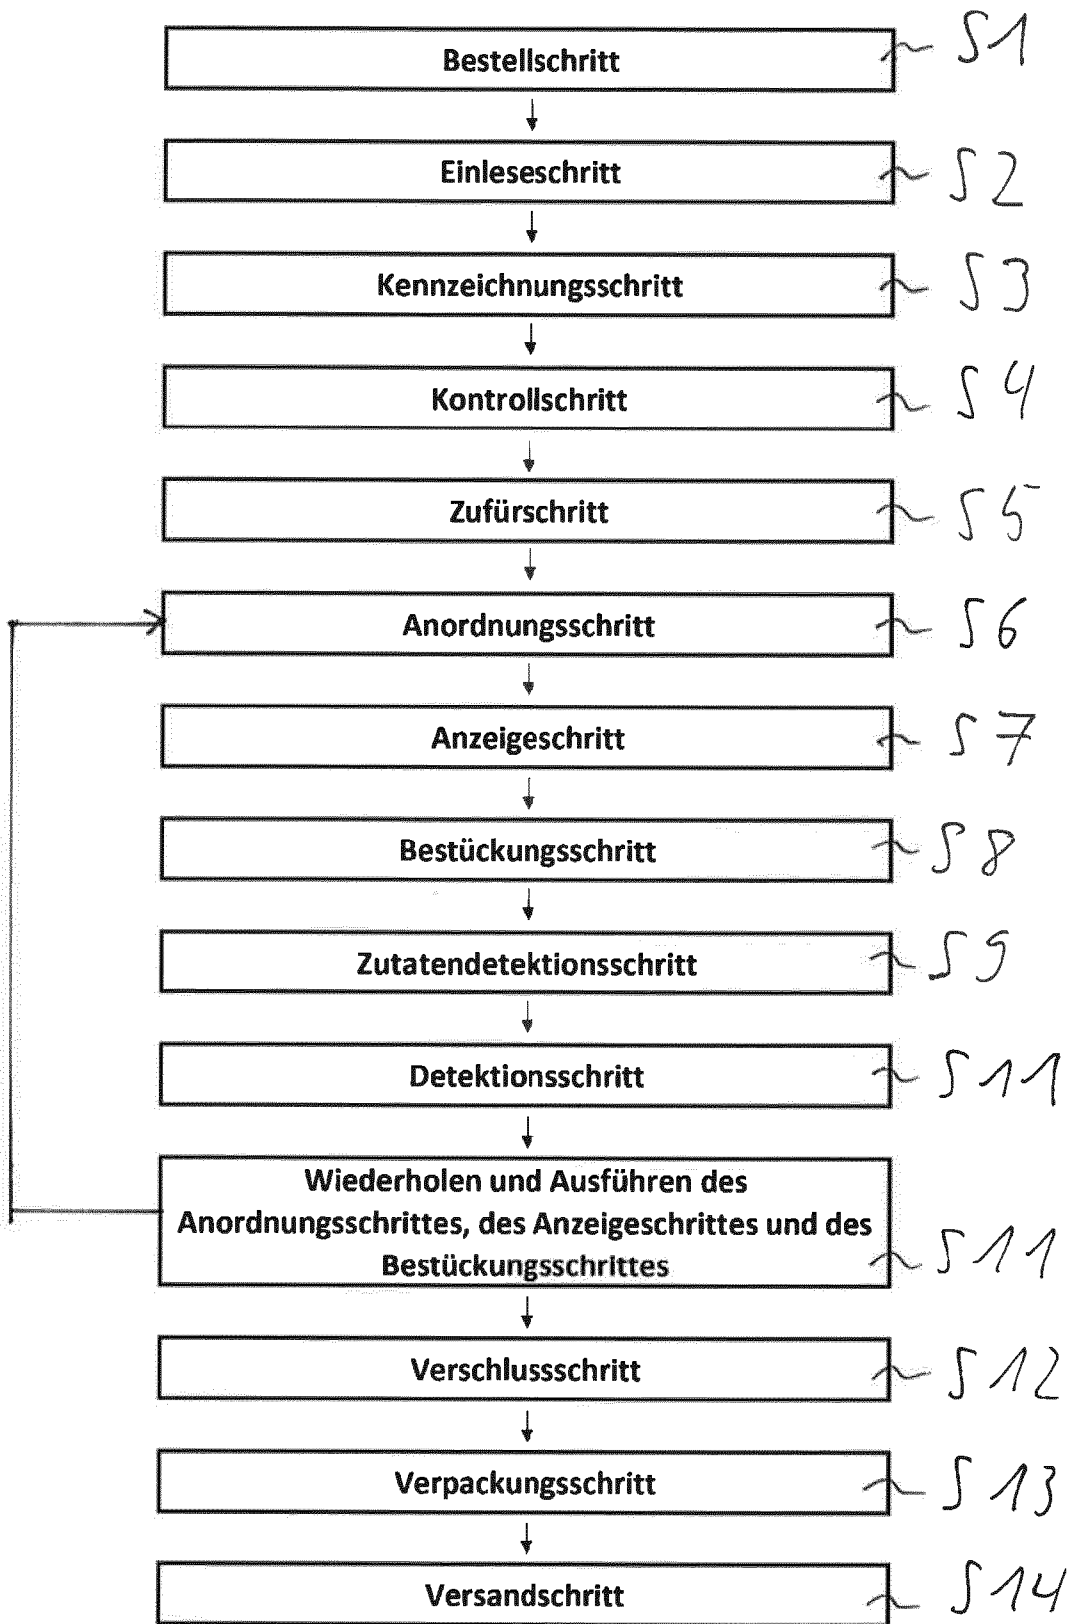 Bestellschritt S1
Einleseschritt S2
Kennzeichnungsschritt S3
Kontrollschritt S4
Zufürschritt S5
Anordnungsschritt S6
Anzeigeschritt S7
Bestückungsschritt S8
Zutatendetektionsschritt S9
Detektionsschritt S11
Wiederholen und Ausführen des
Anordnungsschrittes, des Anzeigeschrittes und des
Bestückungsschrittes S11
Verschlussschritt S12
Verpackungsschritt S13
Versandschritt S14